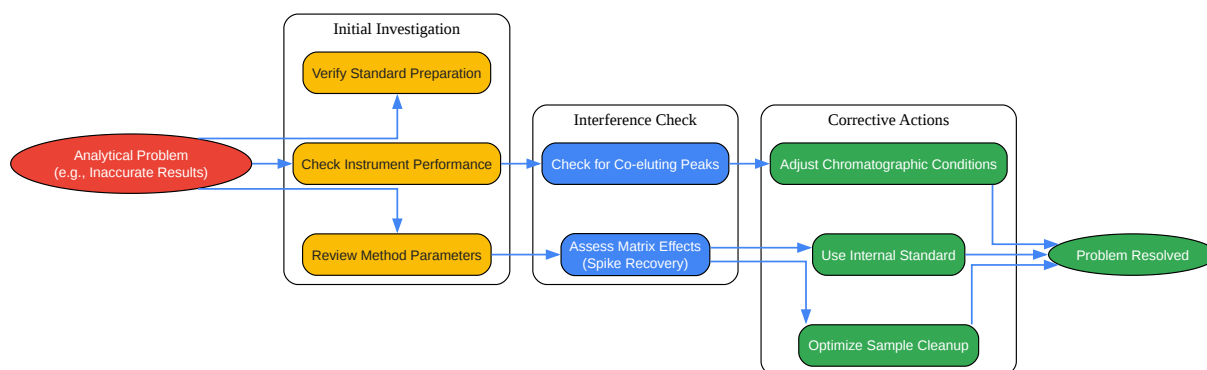 Initial Investigation
Verify Standard Preparation
Analytical Problem
(e.g., Inaccurate Results)
Check Instrument Performance
Review Method Parameters
Interference Check
Check for Co-eluting Peaks
Assess Matrix Effects
(Spike Recovery)
Corrective Actions
Adjust Chromatographic Conditions
Use Internal Standard
Optimize Sample Cleanup
Problem Resolved